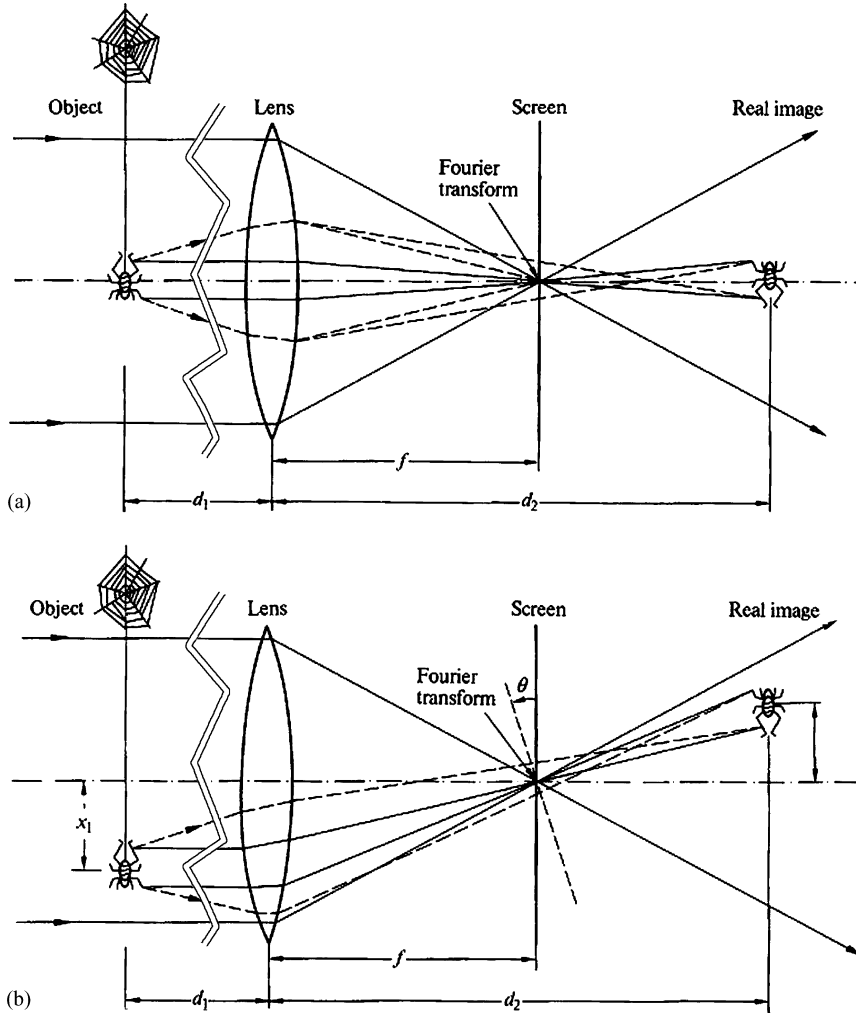 Object
Lens
Screen
Real image
Fourier
transform
f
d₁
d₂
(a)
Object
Lens
Screen
Real image
θ
Fourier
transform
x₁
f
d₁
d₂
(b)